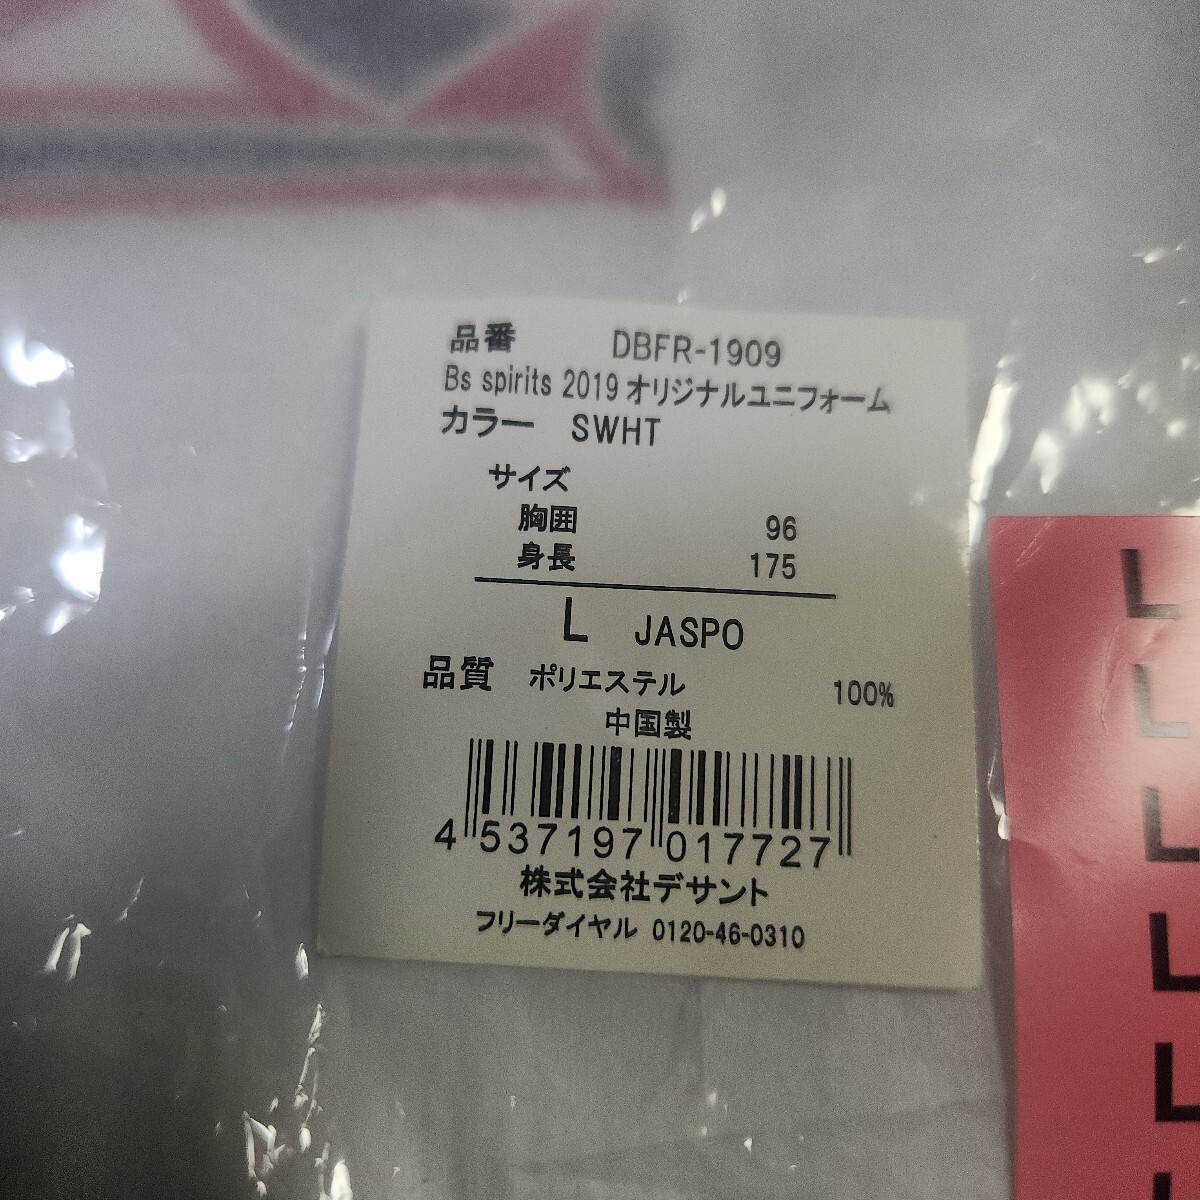 品番 DBFR-1909
Bs spirits 2019 オリジナルユニフォーム
カラー SWHT
サイズ
胸囲 96
身長 175
L JASPO
品質 ポリエステル 100%
中国製
4 537197 017727
株式会社デサント
フリーダイヤル 0120-46-0310
L
L
L
L
L
L